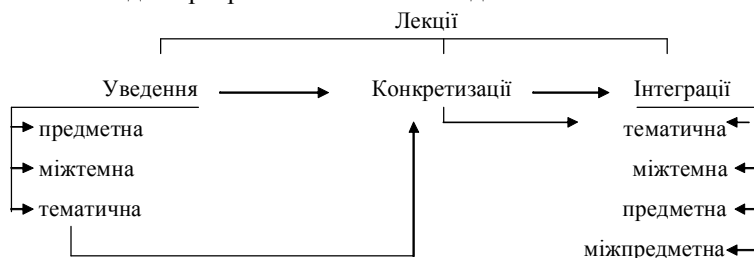 Лекції
Уведення Конкретизації Інтеграції
предметна тематична
міжтемна міжтемна
тематична предметна
міжпредметна